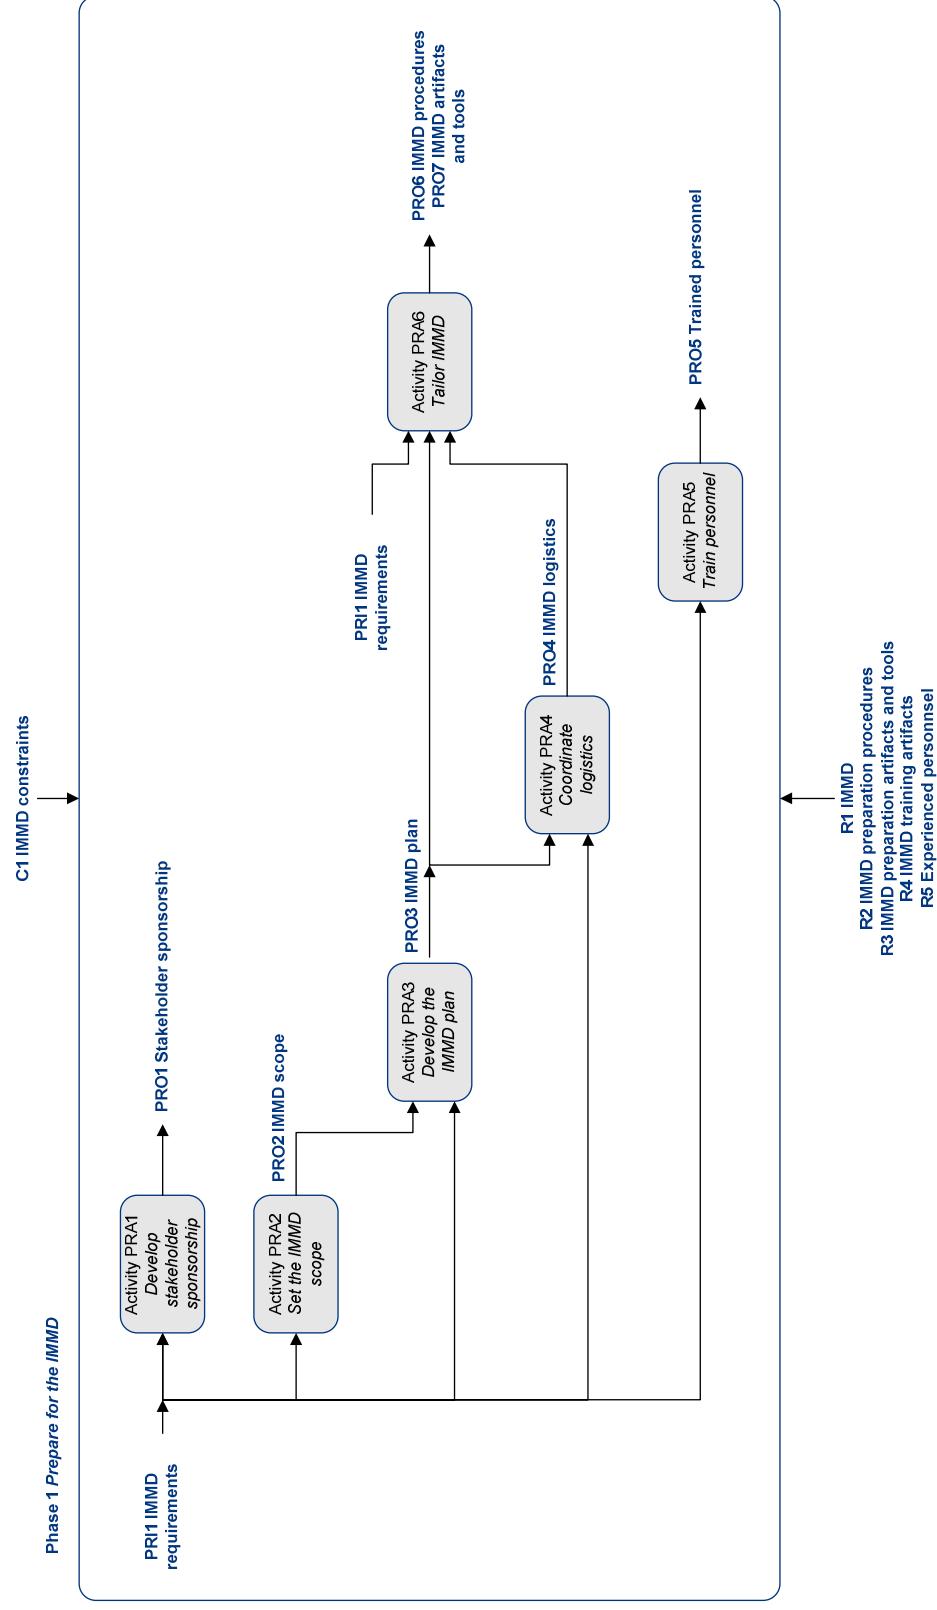 Phase 1 Prepare for the IMMD
C1 IMMD constraints
PRI1 IMMD
requirements
Activity PRA1
Develop
stakeholder
sponsorship
PRO1 Stakeholder sponsorship
Activity PRA2
Set the IMMD
scope
PRO2 IMMD scope
Activity PRA3
Develop the
IMMD plan
PRO3 IMMD plan
PRI1 IMMD
requirements
Activity PRA6
Tailor IMMD
PRO6 IMMD procedures
PRO7 IMMD artifacts
and tools
Activity PRA4
Coordinate
logistics
PRO4 IMMD logistics
Activity PRA5
Train personnel
PRO5 Trained personnel
R1 IMMD
R2 IMMD preparation procedures
R3 IMMD preparation artifacts and tools
R4 IMMD training artifacts
R5 Experienced personnsel